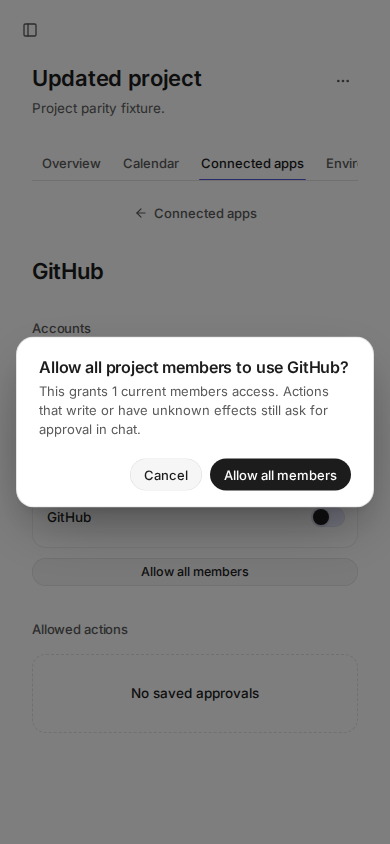 Updated project
Project parity fixture.
Overview Calendar Connected apps Envir
Connected apps
GitHub
Accounts
Allow all project members to use GitHub?
This grants 1 current members access. Actions
that write or have unknown effects still ask for
approval in chat.
Cancel Allow all members
GitHub
Allow all members
Allowed actions
No saved approvals